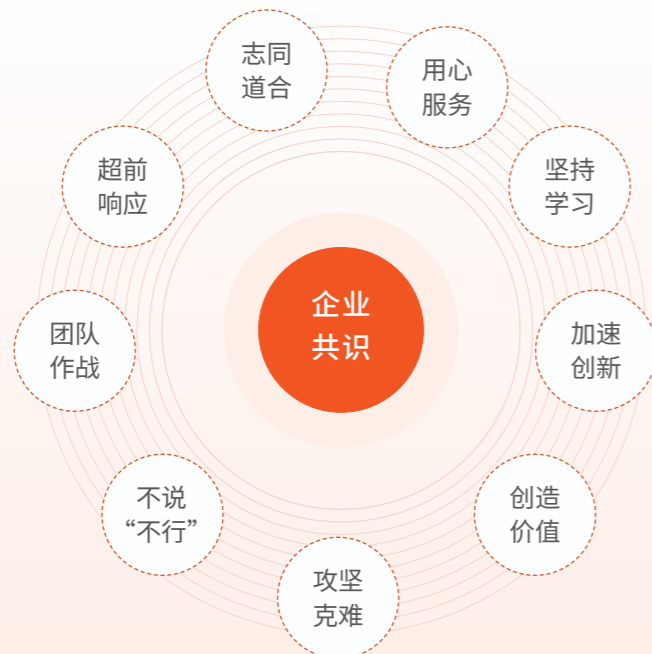 志同
道合
用心
服务
坚持
学习
加速
创新
创造
价值
攻坚
克难
不说
“不行”
团队
作战
超前
响应
企业
共识